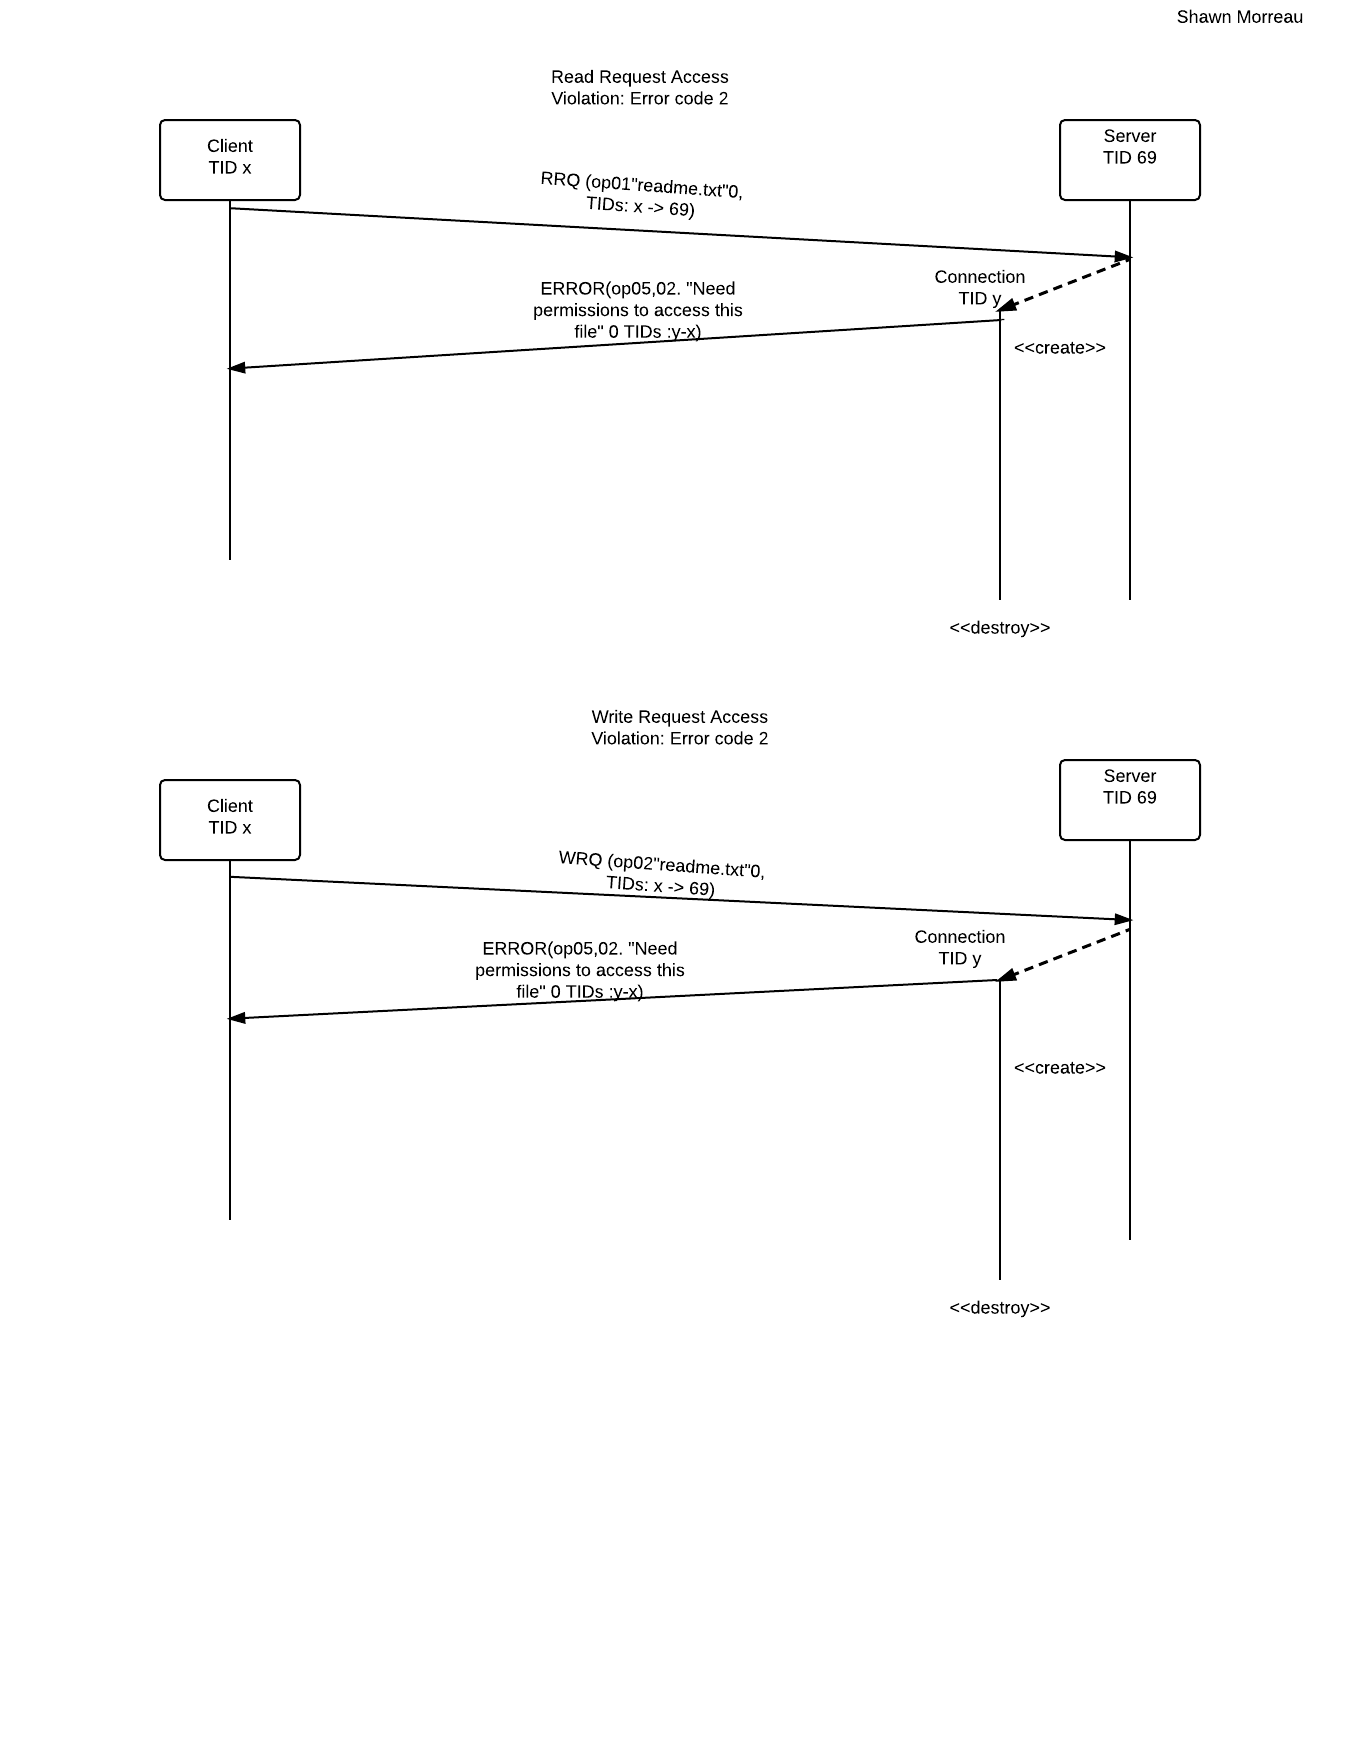 Shawn Morreau
Read Request Access
Violation: Error code 2
Client
TID x
Server
TID 69
RRQ (op01"readme.txt"0,
TIDs: x -> 69)
Connection
TID y
ERROR(op05,02. "Need
permissions to access this
file" 0 TIDs :y-x)
<<create>>
<<destroy>>
Write Request Access
Violation: Error code 2
Server
TID 69
Client
TID x
WRQ (op02"readme.txt"0,
TIDs: x -> 69)
Connection
TID y
ERROR(op05,02. "Need
permissions to access this
file" 0 TIDs :y-x)
<<create>>
<<destroy>>